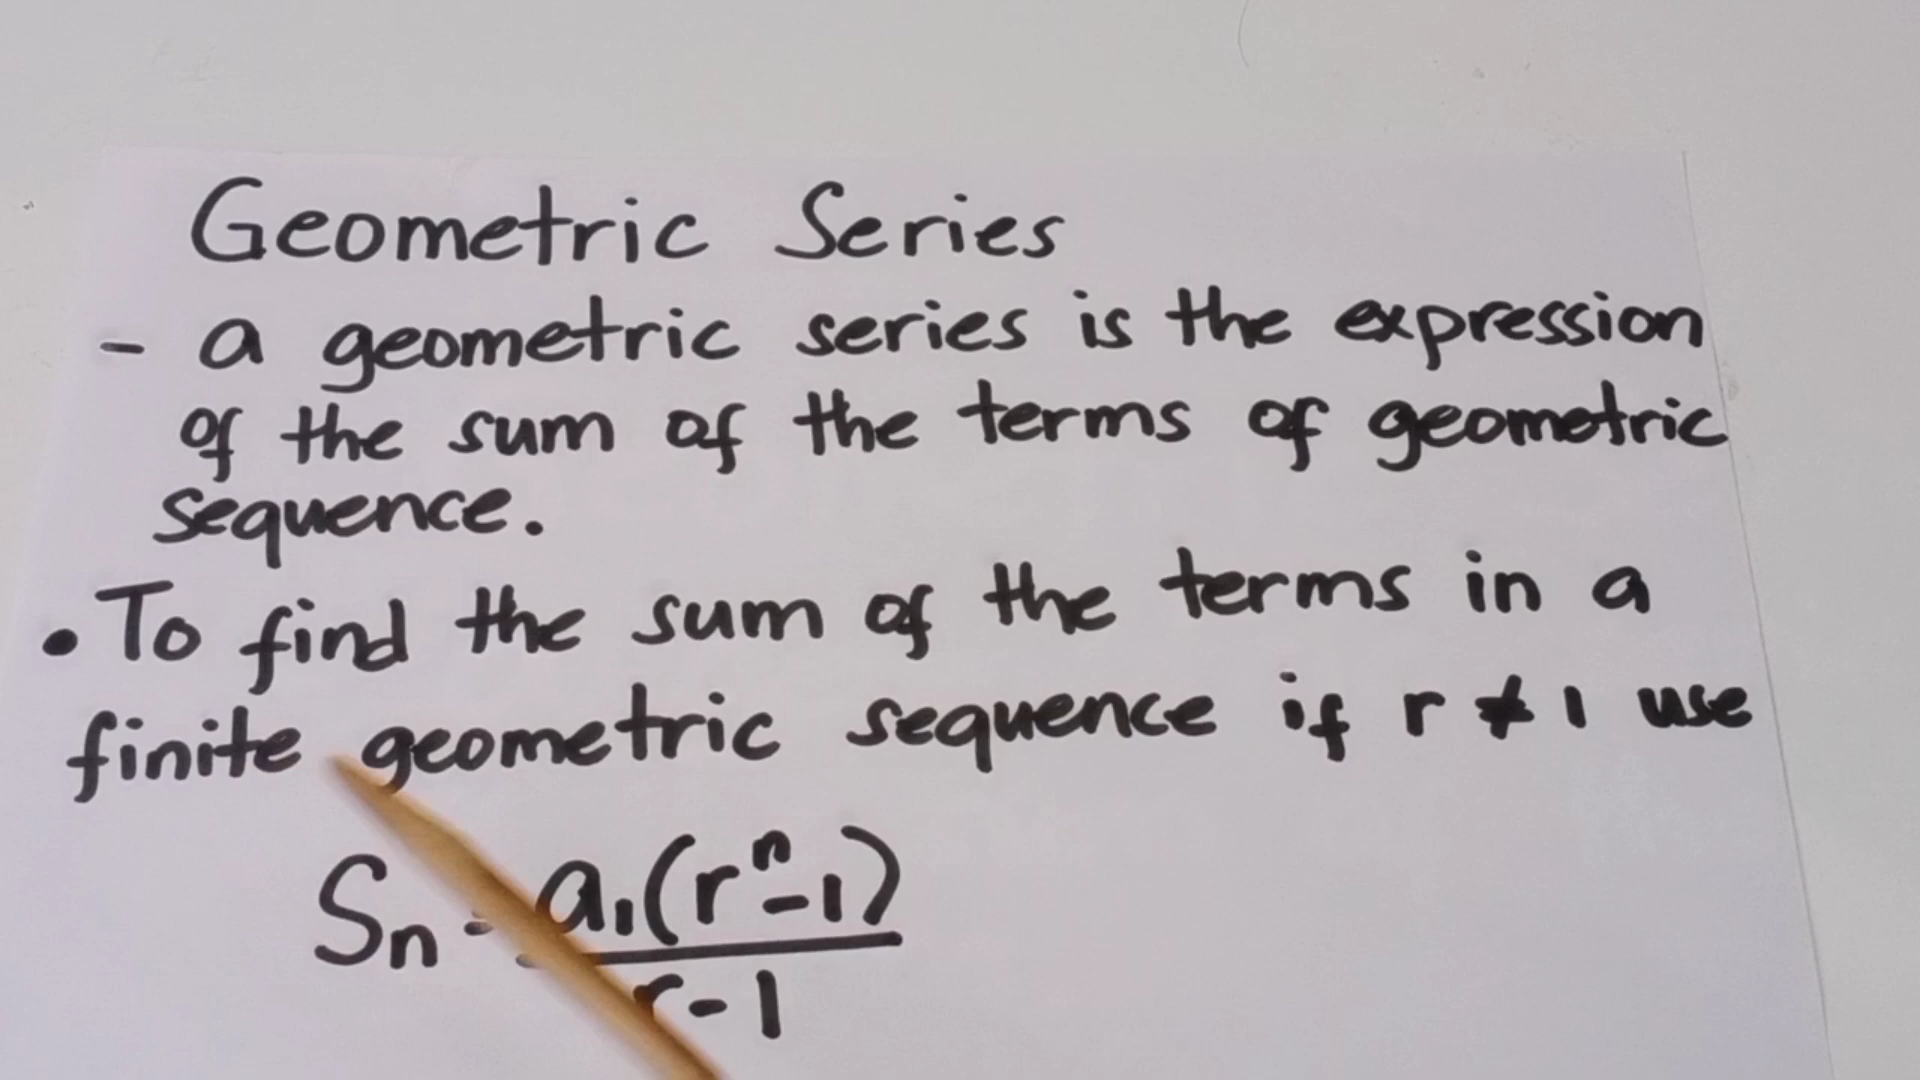 Geometric Series
- a geometric series is the expression
of the sum of the terms of geometric
sequence.
• To find the sum of the terms in a
finite geometric sequence if r ≠ 1 use
Sn = a₁(rⁿ-1)
r-1